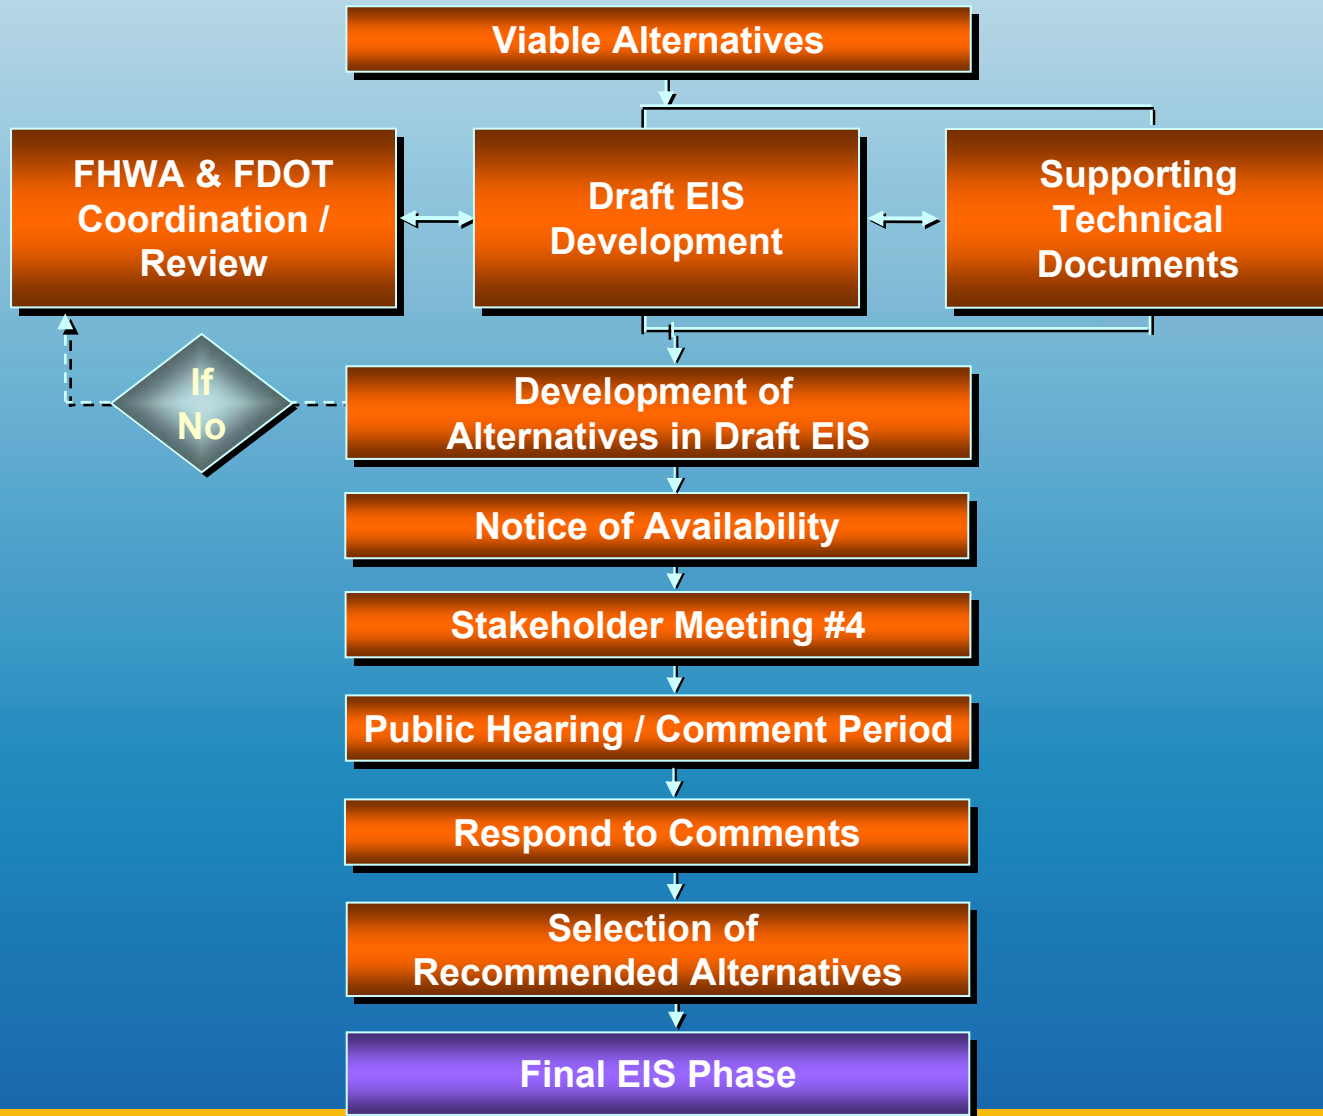 Viable Alternatives
FHWA & FDOT
Coordination /
Review
Draft EIS
Development
Supporting
Technical
Documents
If
No
Development of
Alternatives in Draft EIS
Notice of Availability
Stakeholder Meeting #4
Public Hearing / Comment Period
Respond to Comments
Selection of
Recommended Alternatives
Final EIS Phase